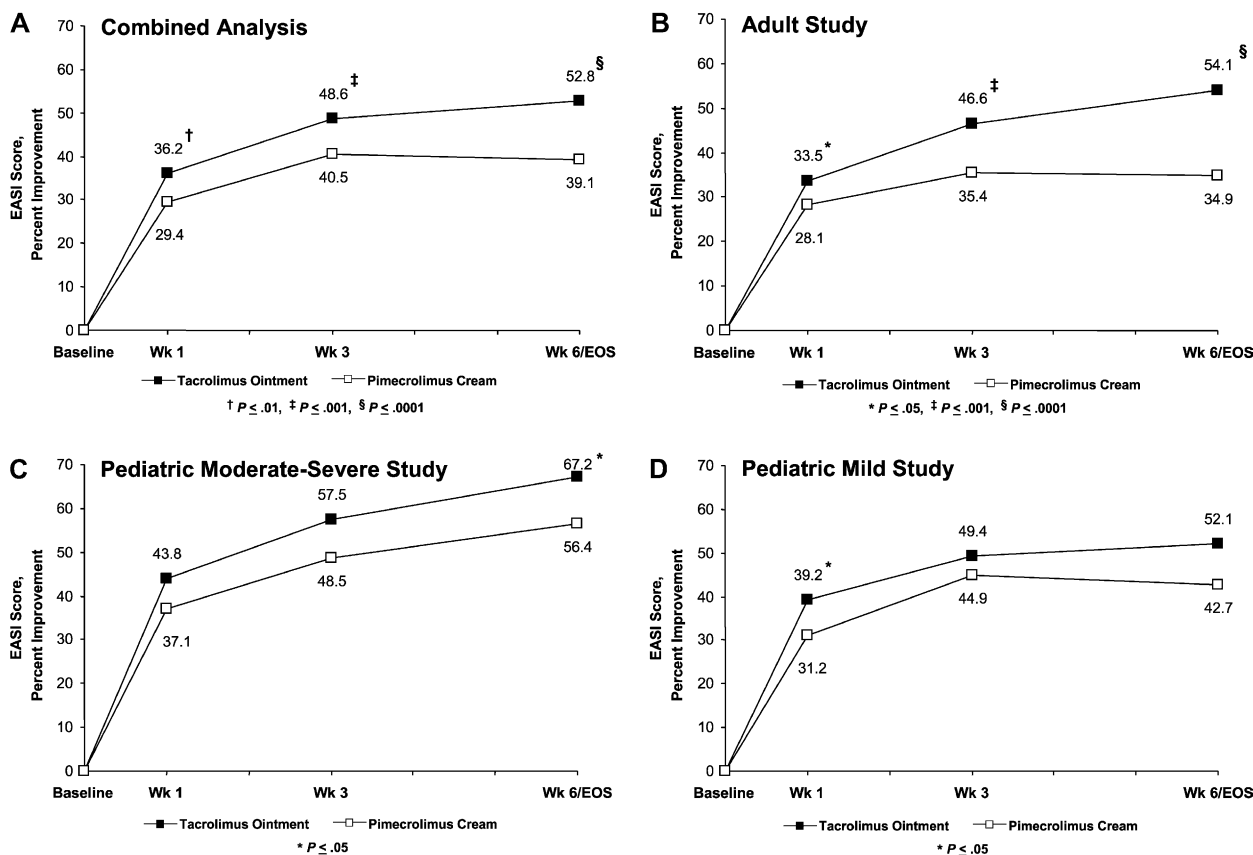 A Combined Analysis
EASI Score,
Percent Improvement
70
60
50
40
30
20
10
0
36.2 †
48.6 ‡
52.8 §
29.4
40.5
39.1
Baseline Wk 1 Wk 3 Wk 6/EOS
Tacrolimus Ointment Pimecrolimus Cream
† P ≤ .01, ‡ P ≤ .001, § P ≤ .0001
B Adult Study
EASI Score,
Percent Improvement
70
60
50
40
30
20
10
0
33.5 *
46.6 ‡
54.1 §
28.1
35.4
34.9
Baseline Wk 1 Wk 3 Wk 6/EOS
Tacrolimus Ointment Pimecrolimus Cream
* P ≤ .05, ‡ P ≤ .001, § P ≤ .0001
C Pediatric Moderate-Severe Study
EASI Score,
Percent Improvement
70
60
50
40
30
20
10
0
43.8
57.5
67.2 *
37.1
48.5
56.4
Baseline Wk 1 Wk 3 Wk 6/EOS
Tacrolimus Ointment Pimecrolimus Cream
* P ≤ .05
D Pediatric Mild Study
EASI Score,
Percent Improvement
70
60
50
40
30
20
10
0
39.2 *
49.4
52.1
31.2
44.9
42.7
Baseline Wk 1 Wk 3 Wk 6/EOS
Tacrolimus Ointment Pimecrolimus Cream
* P ≤ .05